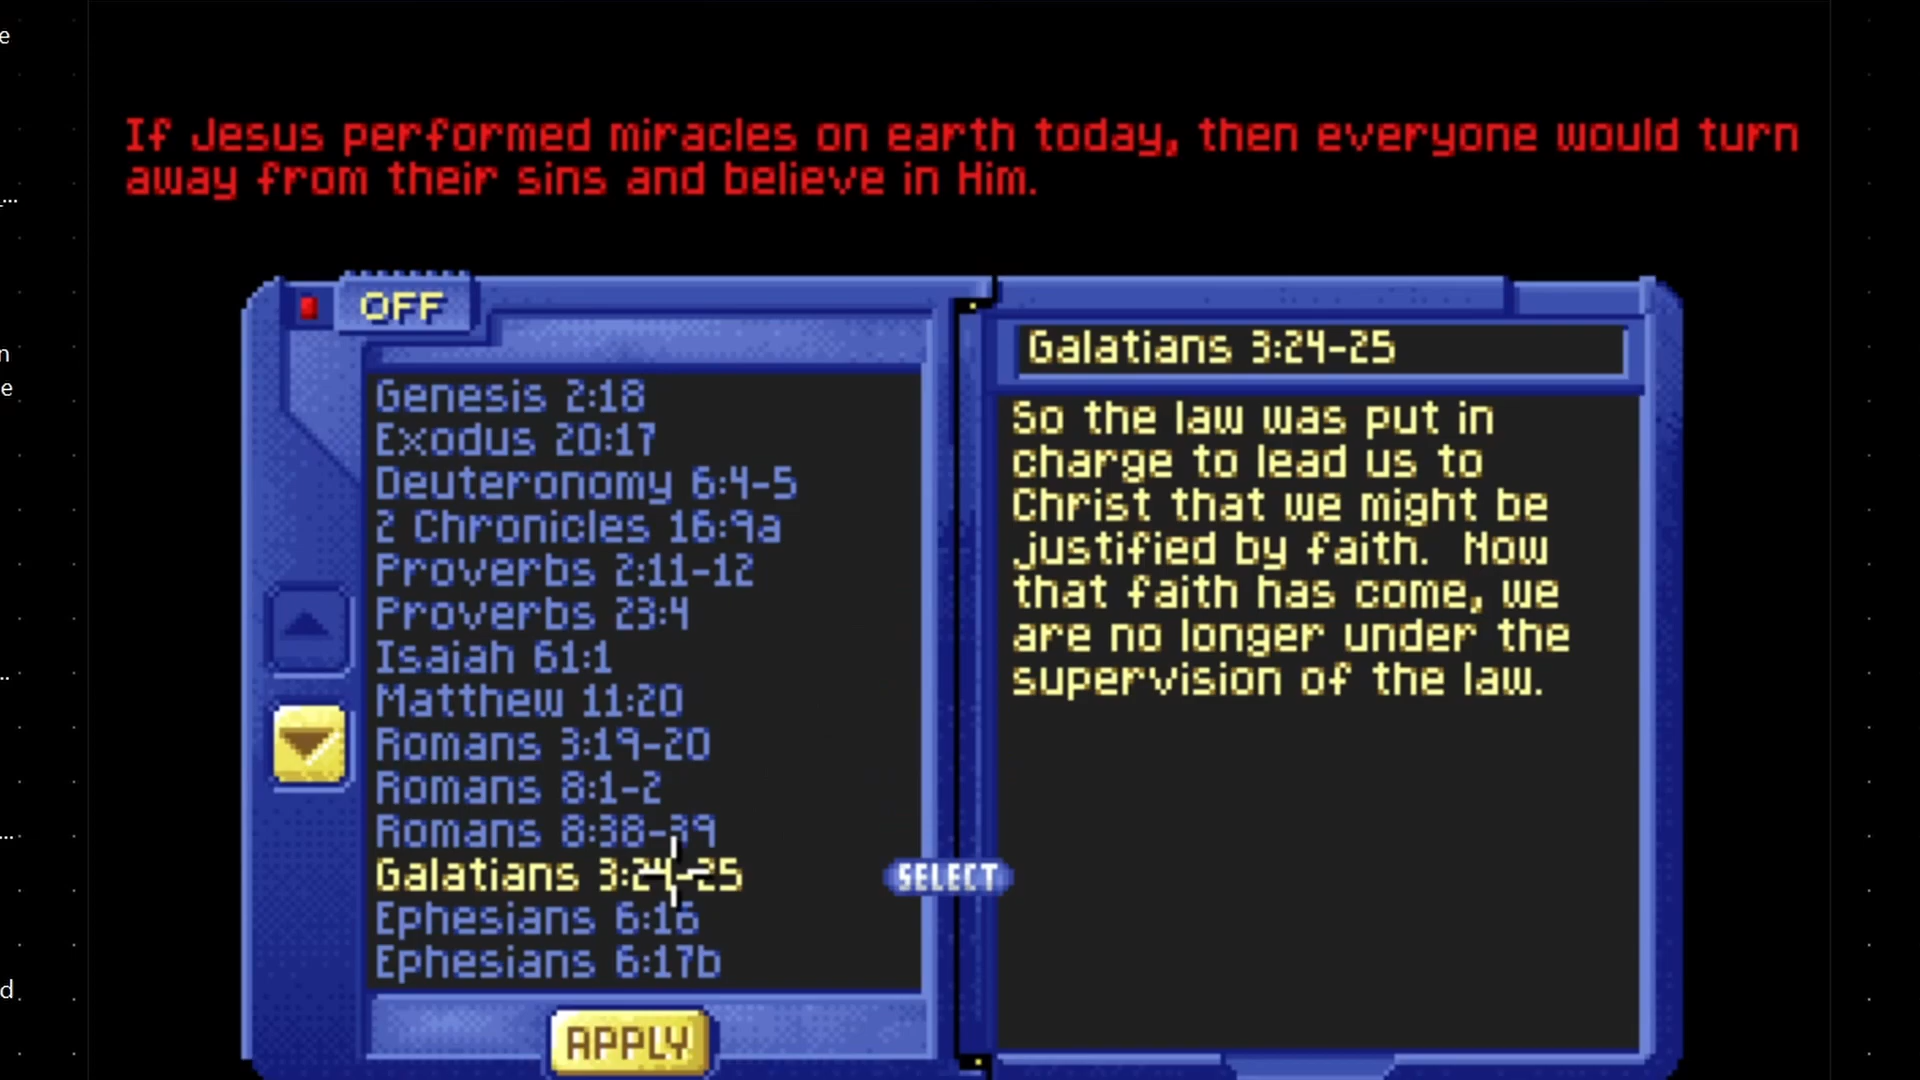 e
...
n
e
...
...
d
If Jesus performed miracles on earth today, then everyone would turn
away from their sins and believe in Him.
OFF
Genesis 2:18
Exodus 20:17
Deuteronomy 6:4-5
2 Chronicles 16:9a
Proverbs 2:11-12
Proverbs 23:4
Isaiah 61:1
Matthew 11:20
Romans 3:19-20
Romans 8:1-2
Romans 8:38-39
Galatians 3:24-25
Ephesians 6:16
Ephesians 6:17b
APPLY
SELECT
Galatians 3:24-25
So the law was put in
charge to lead us to
Christ that we might be
justified by faith. Now
that faith has come, we
are no longer under the
supervision of the law.